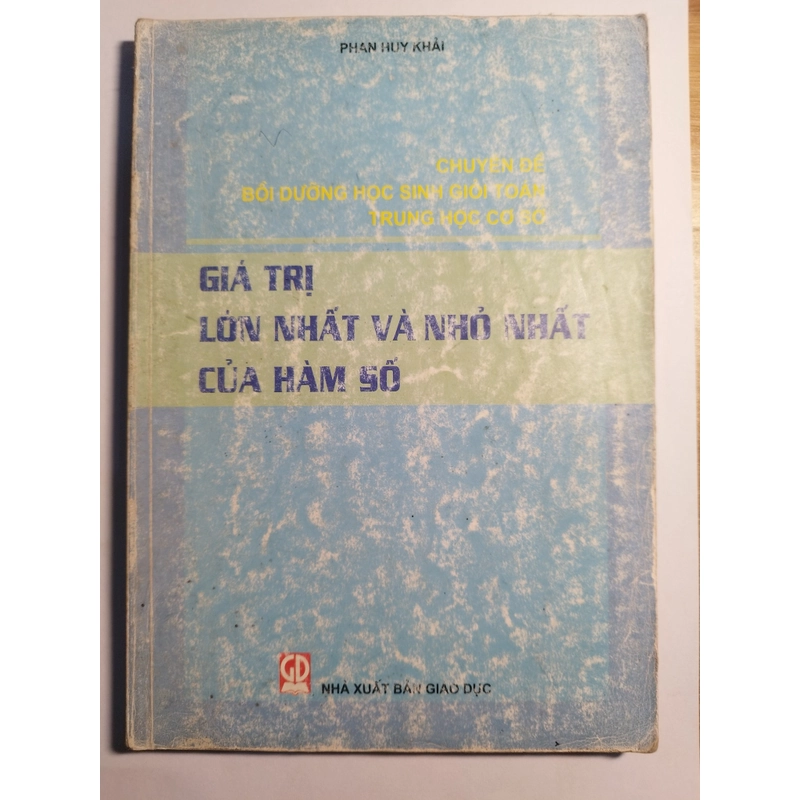 PHAN HUY KHẢI
CHUYÊN ĐỀ
BỒI DƯỠNG HỌC SINH GIỎI TOÁN
TRUNG HỌC CƠ SỞ
GIÁ TRỊ
LỚN NHẤT VÀ NHỎ NHẤT
CỦA HÀM SỐ
GD
NHÀ XUẤT BẢN GIÁO DỤC